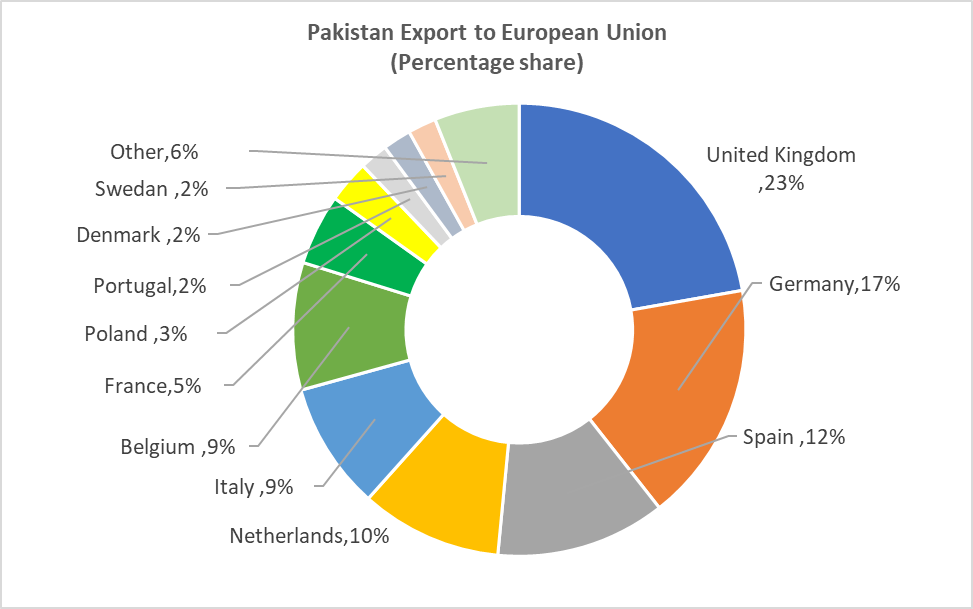 Pakistan Export to European Union
(Percentage share)
United Kingdom
,23%
Germany,17%
Spain ,12%
Netherlands,10%
Italy ,9%
Belgium ,9%
France,5%
Poland ,3%
Portugal,2%
Denmark ,2%
Swedan ,2%
Other,6%